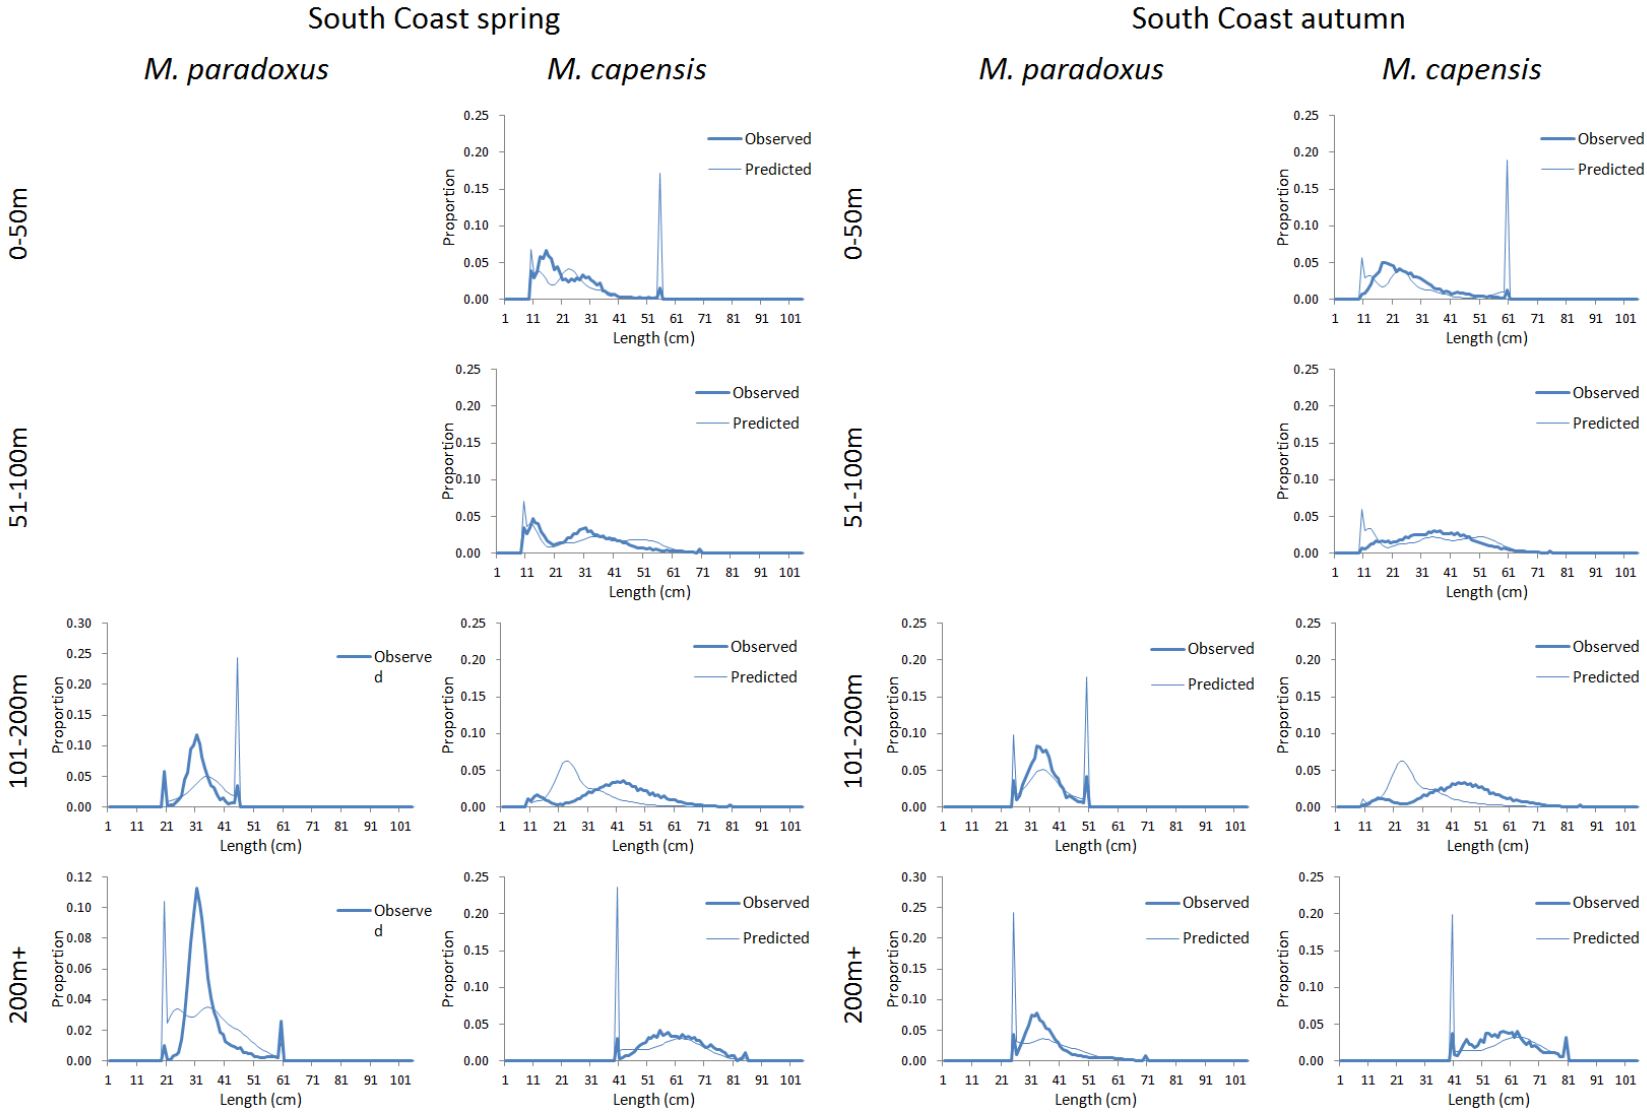 South Coast spring
South Coast autumn
M. paradoxus
M. capensis
M. paradoxus
M. capensis
0-50m
0.25
0.20
0.15
0.10
0.05
0.00
Proportion
Observed
Predicted
1 11 21 31 41 51 61 71 81 91 101
Length (cm)
0-50m
0.25
0.20
0.15
0.10
0.05
0.00
Proportion
Observed
Predicted
1 11 21 31 41 51 61 71 81 91 101
Length (cm)
51-100m
0.25
0.20
0.15
0.10
0.05
0.00
Proportion
Observed
Predicted
1 11 21 31 41 51 61 71 81 91 101
Length (cm)
51-100m
0.25
0.20
0.15
0.10
0.05
0.00
Proportion
Observed
Predicted
1 11 21 31 41 51 61 71 81 91 101
Length (cm)
101-200m
0.30
0.25
0.20
0.15
0.10
0.05
0.00
Proportion
Observe
d
1 11 21 31 41 51 61 71 81 91 101
Length (cm)
0.25
0.20
0.15
0.10
0.05
0.00
Proportion
Observed
Predicted
1 11 21 31 41 51 61 71 81 91 101
Length (cm)
101-200m
0.25
0.20
0.15
0.10
0.05
0.00
Proportion
Observed
Predicted
1 11 21 31 41 51 61 71 81 91 101
Length (cm)
0.25
0.20
0.15
0.10
0.05
0.00
Proportion
Observed
Predicted
1 11 21 31 41 51 61 71 81 91 101
Length (cm)
200m+
0.12
0.10
0.08
0.06
0.04
0.02
0.00
Proportion
Observe
d
1 11 21 31 41 51 61 71 81 91 101
Length (cm)
0.25
0.20
0.15
0.10
0.05
0.00
Proportion
Observed
Predicted
1 11 21 31 41 51 61 71 81 91 101
Length (cm)
200m+
0.30
0.25
0.20
0.15
0.10
0.05
0.00
Proportion
Observed
Predicted
1 11 21 31 41 51 61 71 81 91 101
Length (cm)
0.25
0.20
0.15
0.10
0.05
0.00
Proportion
Observed
Predicted
1 11 21 31 41 51 61 71 81 91 101
Length (cm)